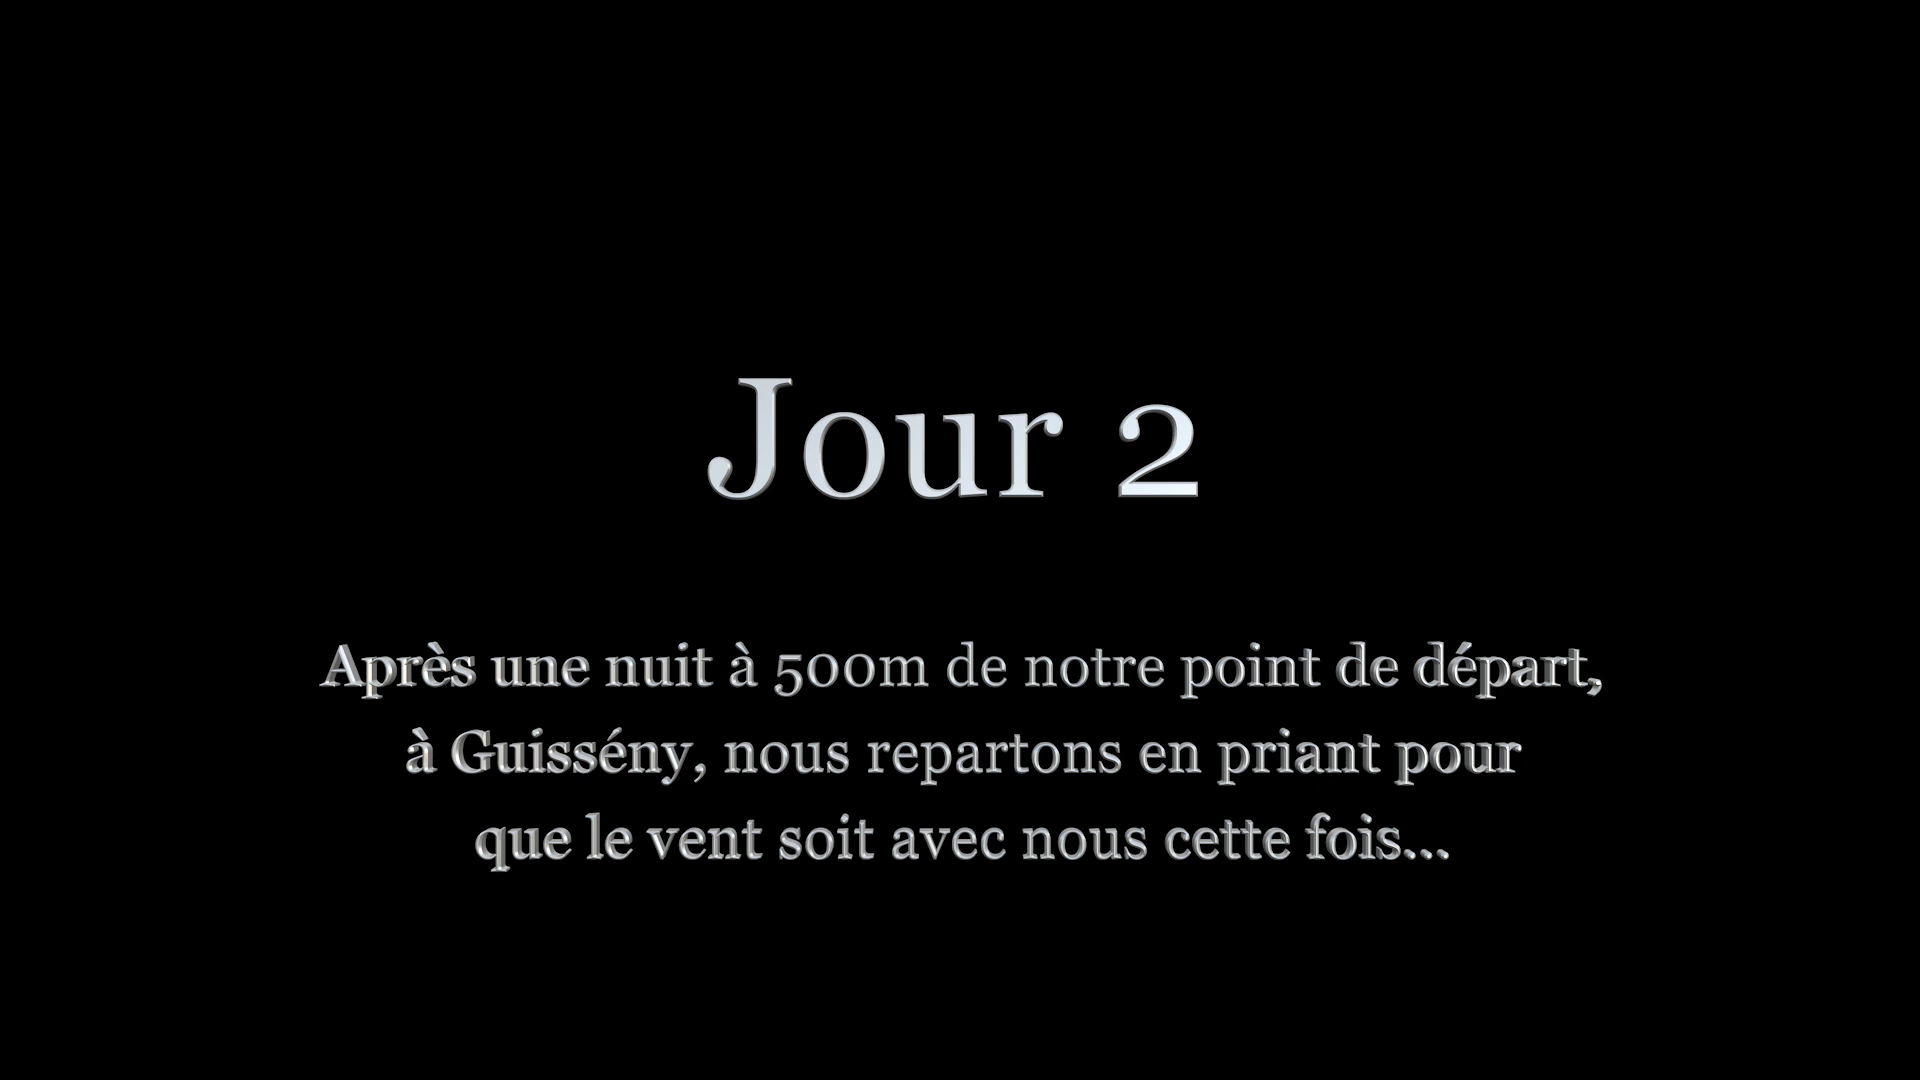 Jour 2
Après une nuit à 500m de notre point de départ,
à Guissény, nous repartons en priant pour
que le vent soit avec nous cette fois...